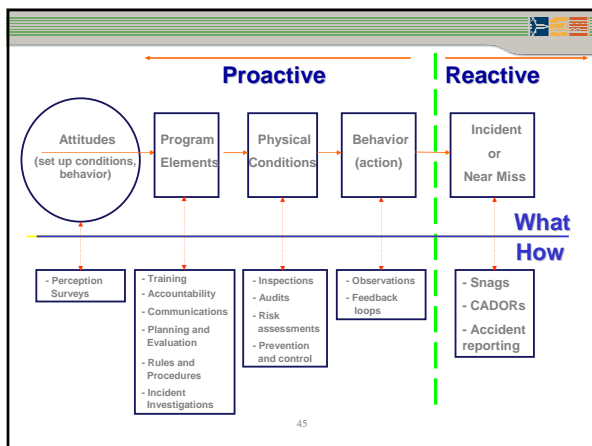 Proactive
Reactive
Attitudes
(set up conditions,
behavior)
Program
Elements
Physical
Conditions
Behavior
(action)
Incident
or
Near Miss
What
How
- Perception
Surveys
- Training
- Accountability
- Communications
- Planning and
Evaluation
- Rules and
Procedures
- Incident
Investigations
- Inspections
- Audits
- Risk
assessments
- Prevention
and control
- Observations
- Feedback
loops
- Snags
- CADORs
- Accident
reporting
45